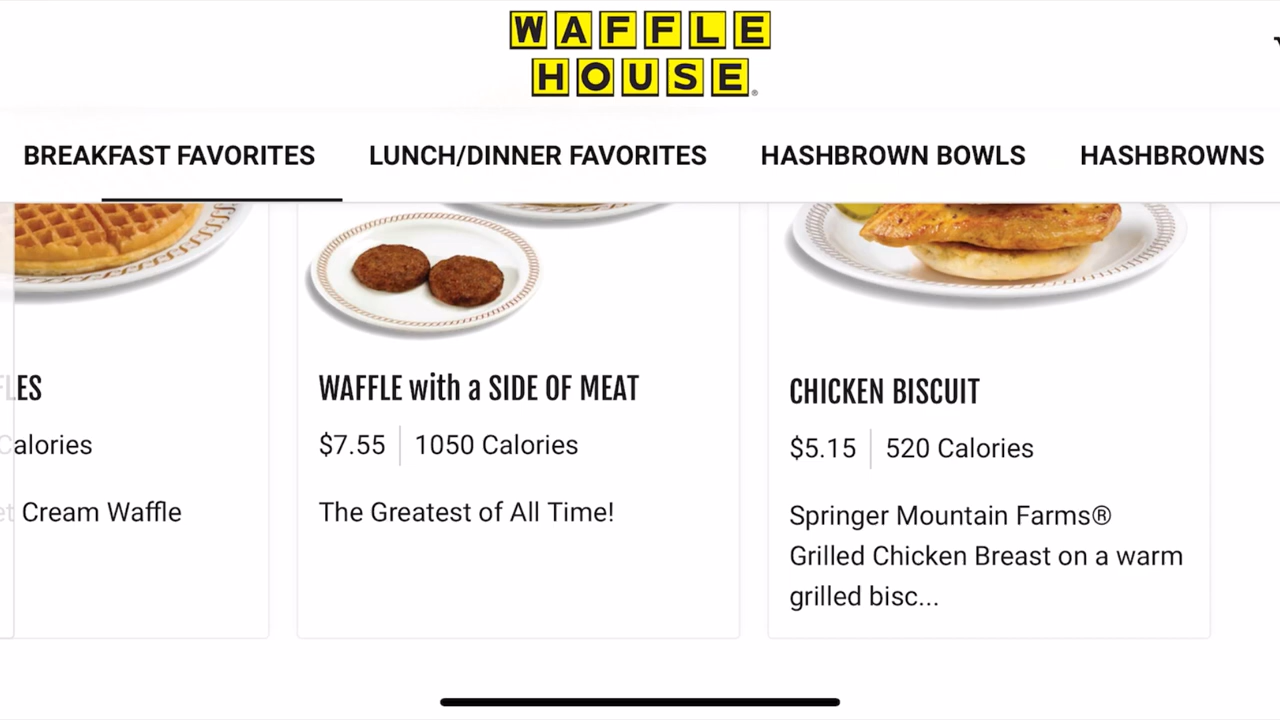 WAFFLE
HOUSE®
BREAKFAST FAVORITES LUNCH/DINNER FAVORITES HASHBROWN BOWLS HASHBROWNS
WAFFLE with a SIDE OF MEAT
$7.55 1050 Calories
The Greatest of All Time!
CHICKEN BISCUIT
$5.15 520 Calories
Springer Mountain Farms®
Grilled Chicken Breast on a warm
grilled bisc...
Calories
Cream Waffle